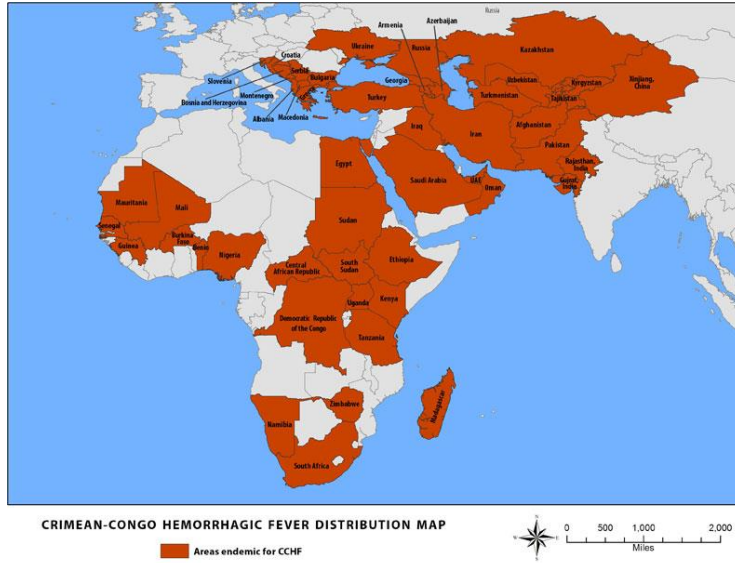 Russia
Armenia
Azerbaijan
Croatia
Ukraine
Russia
Kazakhstan
Slovenia
Serbia
Bulgaria
Georgia
Uzbekistan
Kyrgyzstan
Xinjiang,
China
Montenegro
Bosnia and Herzegovina
Turkey
Turkmenistan
Tajikistan
Albania
Macedonia
Iraq
Iran
Afghanistan
Pakistan
Egypt
Saudi Arabia
UAE
Oman
Rajasthan,
India
Gujrat,
India
Mauritania
Mali
Senegal
Sudan
Burkina
Faso
Guinea
Benin
Nigeria
Central
African Republic
South
Sudan
Ethiopia
Uganda
Kenya
Democratic Republic
of the Congo
Tanzania
Zimbabwe
Madagascar
Namibia
South Africa
CRIMEAN-CONGO HEMORRHAGIC FEVER DISTRIBUTION MAP
Areas endemic for CCHF
N
W
E
S
0 500 1,000 2,000
Miles